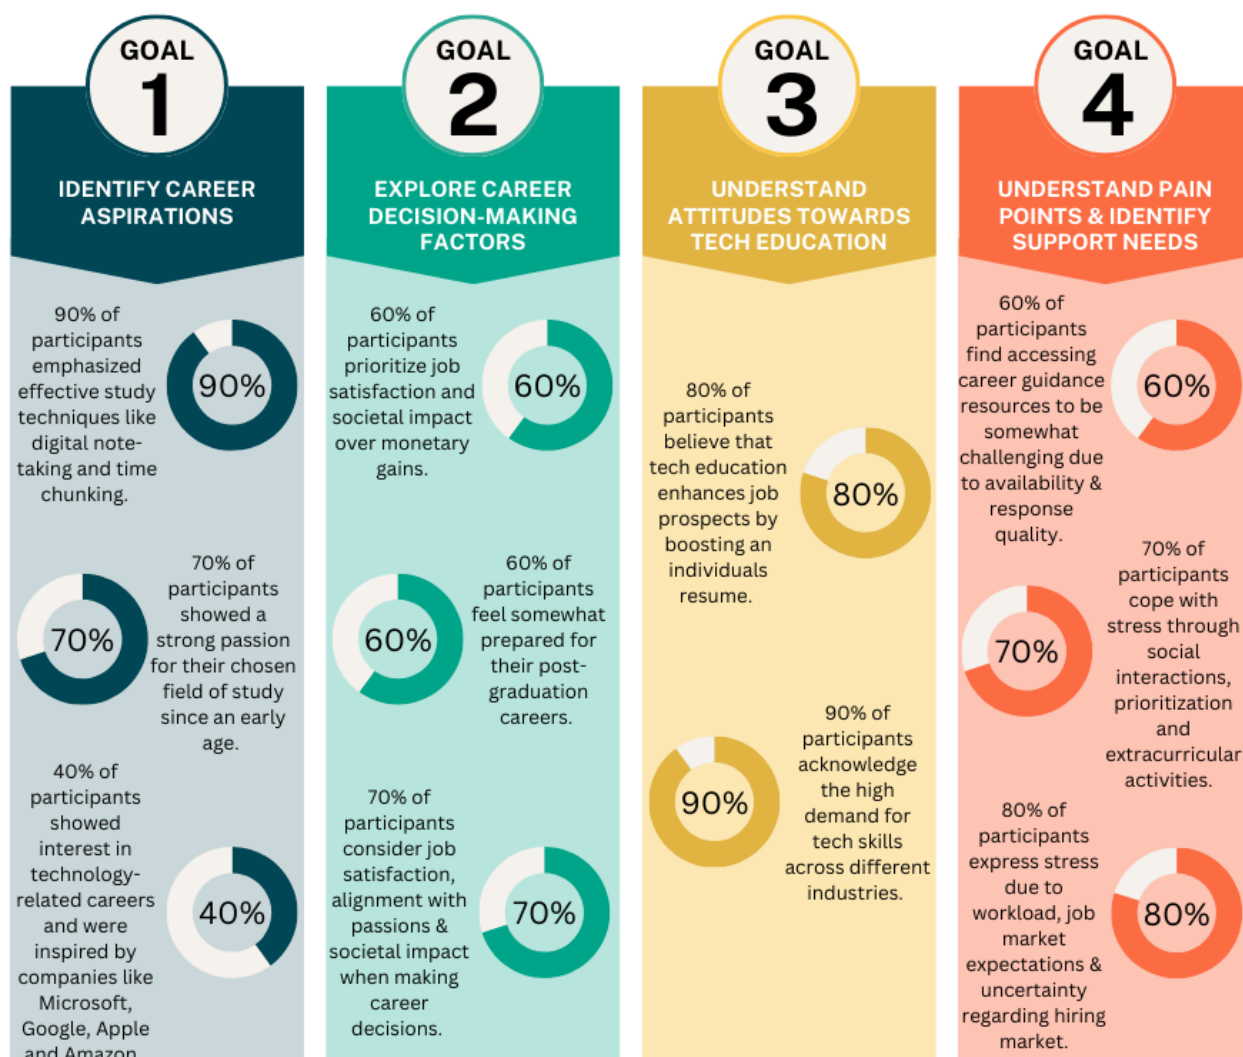 GOAL
1
IDENTIFY CAREER
ASPIRATIONS
90% of
participants
emphasized
effective study
techniques like
digital note-
taking and time
chunking.
90%
70%
70% of
participants
showed a
strong passion
for their chosen
field of study
since an early
age.
40% of
participants
showed
interest in
technology-
related careers
and were
inspired by
companies like
Microsoft,
Google, Apple
and Amazon
40%
GOAL
2
EXPLORE CAREER
DECISION-MAKING
FACTORS
60% of
participants
prioritize job
satisfaction and
societal impact
over monetary
gains.
60%
60%
60% of
participants
feel somewhat
prepared for
their post-
graduation
careers.
70% of
participants
consider job
satisfaction,
alignment with
passions &
societal impact
when making
career
decisions.
70%
GOAL
3
UNDERSTAND
ATTITUDES TOWARDS
TECH EDUCATION
80% of
participants
believe that
tech education
enhances job
prospects by
boosting an
individuals
resume.
80%
90%
90% of
participants
acknowledge
the high
demand for
tech skills
across different
industries.
GOAL
4
UNDERSTAND PAIN
POINTS & IDENTIFY
SUPPORT NEEDS
60% of
participants
find accessing
career guidance
resources to be
somewhat
challenging due
to availability &
response
quality.
60%
70%
70% of
participants
cope with
stress through
social
interactions,
prioritization
and
extracurricular
activities.
80% of
participants
express stress
due to
workload, job
market
expectations &
uncertainty
regarding hiring
market.
80%